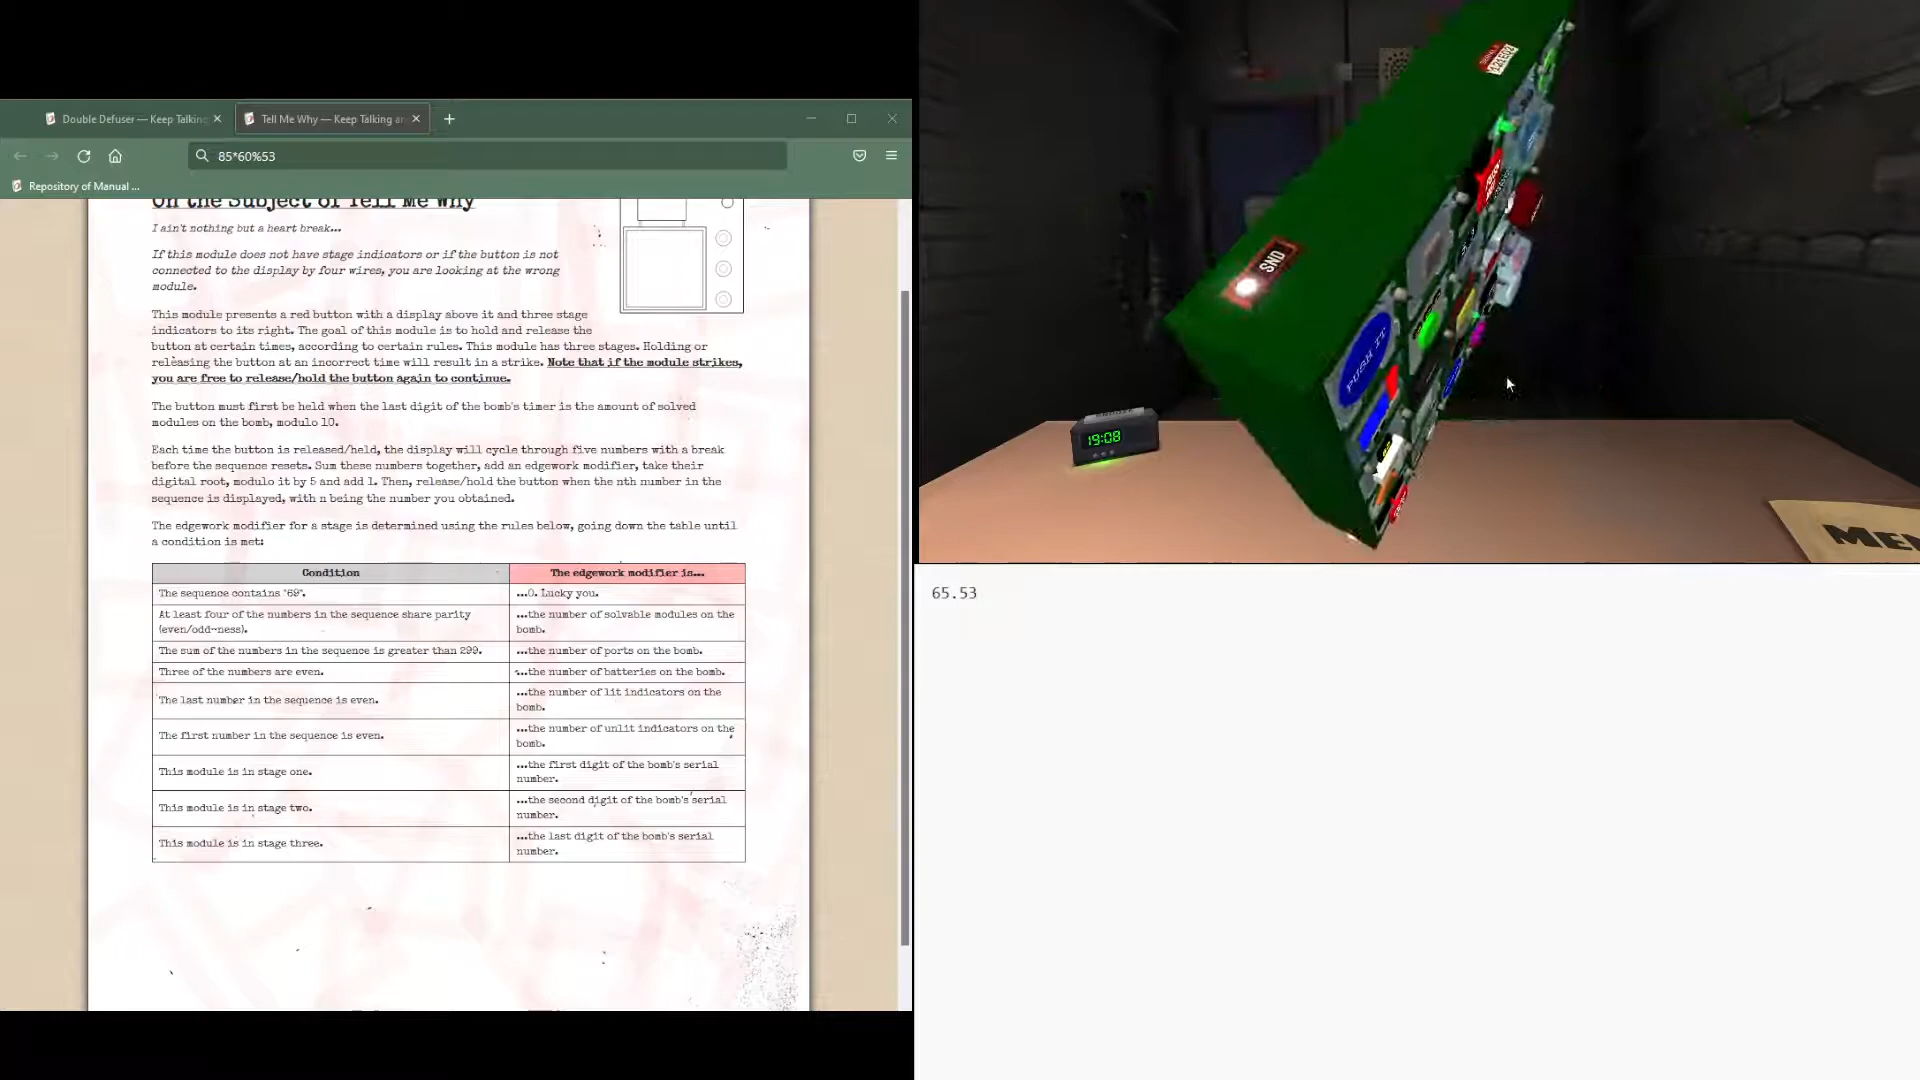 Double Defuser — Keep Talking
Tell Me Why — Keep Talking an
85*60%53
Repository of Manual ...
On the Subject of Tell Me Why
I ain't nothing but a heart break...
If this module does not have stage indicators or if the button is not
connected to the display by four wires, you are looking at the wrong
module.
This module presents a red button with a display above it and three stage
indicators to its right. The goal of this module is to hold and release the
button at certain times, according to certain rules. This module has three stages. Holding or
releasing the button at an incorrect time will result in a strike. Note that if the module strikes,
you are free to release/hold the button again to continue.
The button must first be held when the last digit of the bomb's timer is the amount of solved
modules on the bomb, modulo 10.
Each time the button is released/held, the display will cycle through five numbers with a break
before the sequence resets. Sum these numbers together, add an edgework modifier, take their
digital root, modulo it by 5 and add 1. Then, release/hold the button when the nth number in the
sequence is displayed, with n being the number you obtained.
The edgework modifier for a stage is determined using the rules below, going down the table until
a condition is met:
Condition
The edgework modifier is...
The sequence contains "69".
...0. Lucky you.
At least four of the numbers in the sequence share parity
(even/odd-ness).
...the number of solvable modules on the
bomb.
The sum of the numbers in the sequence is greater than 299.
...the number of ports on the bomb.
Three of the numbers are even.
...the number of batteries on the bomb.
The last number in the sequence is even.
...the number of lit indicators on the
bomb.
The first number in the sequence is even.
...the number of unlit indicators on the
bomb.
This module is in stage one.
...the first digit of the bomb's serial
number.
This module is in stage two.
...the second digit of the bomb's serial
number.
This module is in stage three.
...the last digit of the bomb's serial
number.
SND
PUSH IT
19:08
65.53